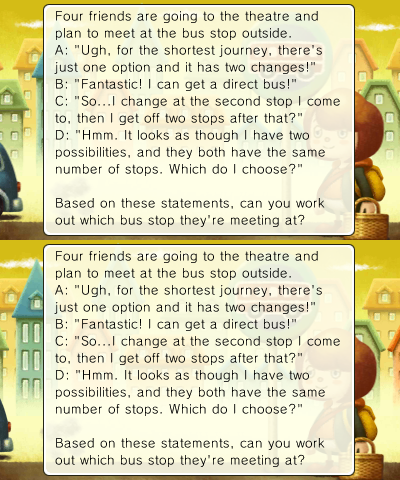 Four friends are going to the theatre and
plan to meet at the bus stop outside.
A: "Ugh, for the shortest journey, there's
just one option and it has two changes!"
B: "Fantastic! I can get a direct bus!"
C: "So...I change at the second stop I come
to, then I get off two stops after that?"
D: "Hmm. It looks as though I have two
possibilities, and they both have the same
number of stops. Which do I choose?"
Based on these statements, can you work
out which bus stop they're meeting at?
Four friends are going to the theatre and
plan to meet at the bus stop outside.
A: "Ugh, for the shortest journey, there's
just one option and it has two changes!"
B: "Fantastic! I can get a direct bus!"
C: "So...I change at the second stop I come
to, then I get off two stops after that?"
D: "Hmm. It looks as though I have two
possibilities, and they both have the same
number of stops. Which do I choose?"
Based on these statements, can you work
out which bus stop they're meeting at?